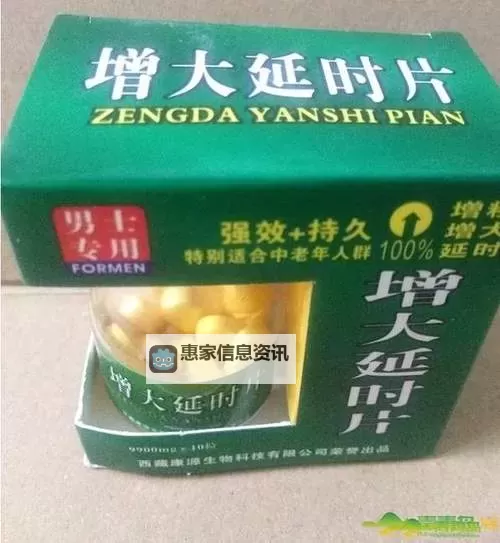 增大延时片
ZENGDA YANSHI PIAN
男士
专用
FORMEN
强效+持久
特别适合中老年人群
100%
增大
延时
增大延时片
惠家信息资讯
增大延时
9900mg×10粒
西藏康源生物科技有限公司荣誉出品